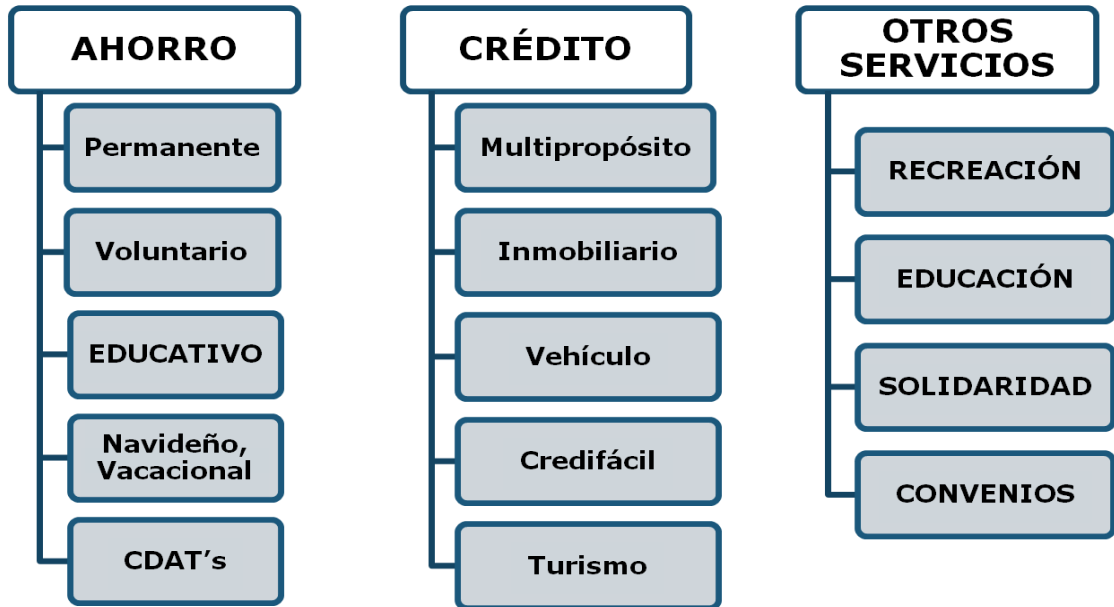 AHORRO
Permanente
Voluntario
EDUCATIVO
Navideño,
Vacacional
CDAT’s
CRÉDITO
Multipropósito
Inmobiliario
Vehículo
Credifácil
Turismo
OTROS
SERVICIOS
RECREACIÓN
EDUCACIÓN
SOLIDARIDAD
CONVENIOS